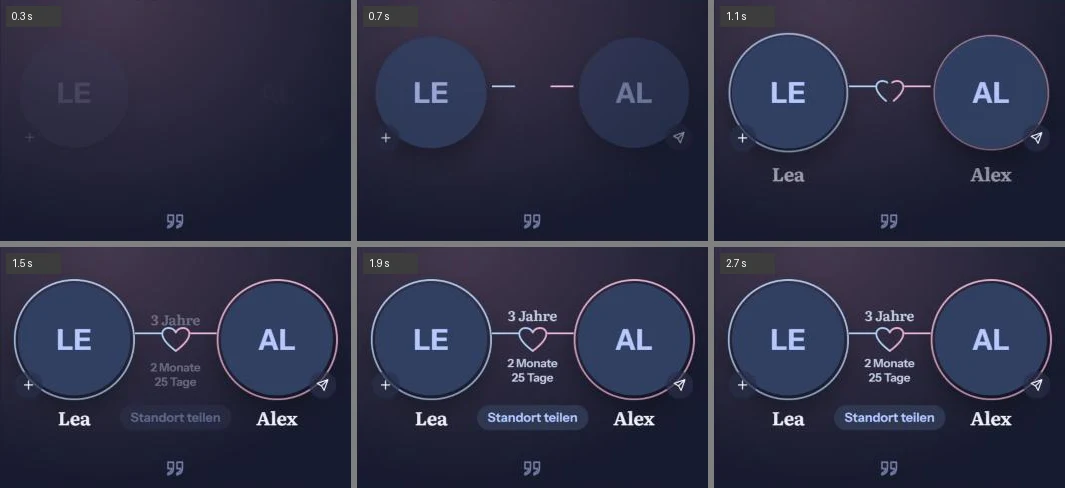 0.3 s
LE
AL
0.7 s
LE
AL
1.1 s
LE
AL
Lea
Alex
1.5 s
LE
AL
3 Jahre
2 Monate
25 Tage
Lea
Standort teilen
Alex
1.9 s
LE
AL
3 Jahre
2 Monate
25 Tage
Lea
Standort teilen
Alex
2.7 s
LE
AL
3 Jahre
2 Monate
25 Tage
Lea
Standort teilen
Alex